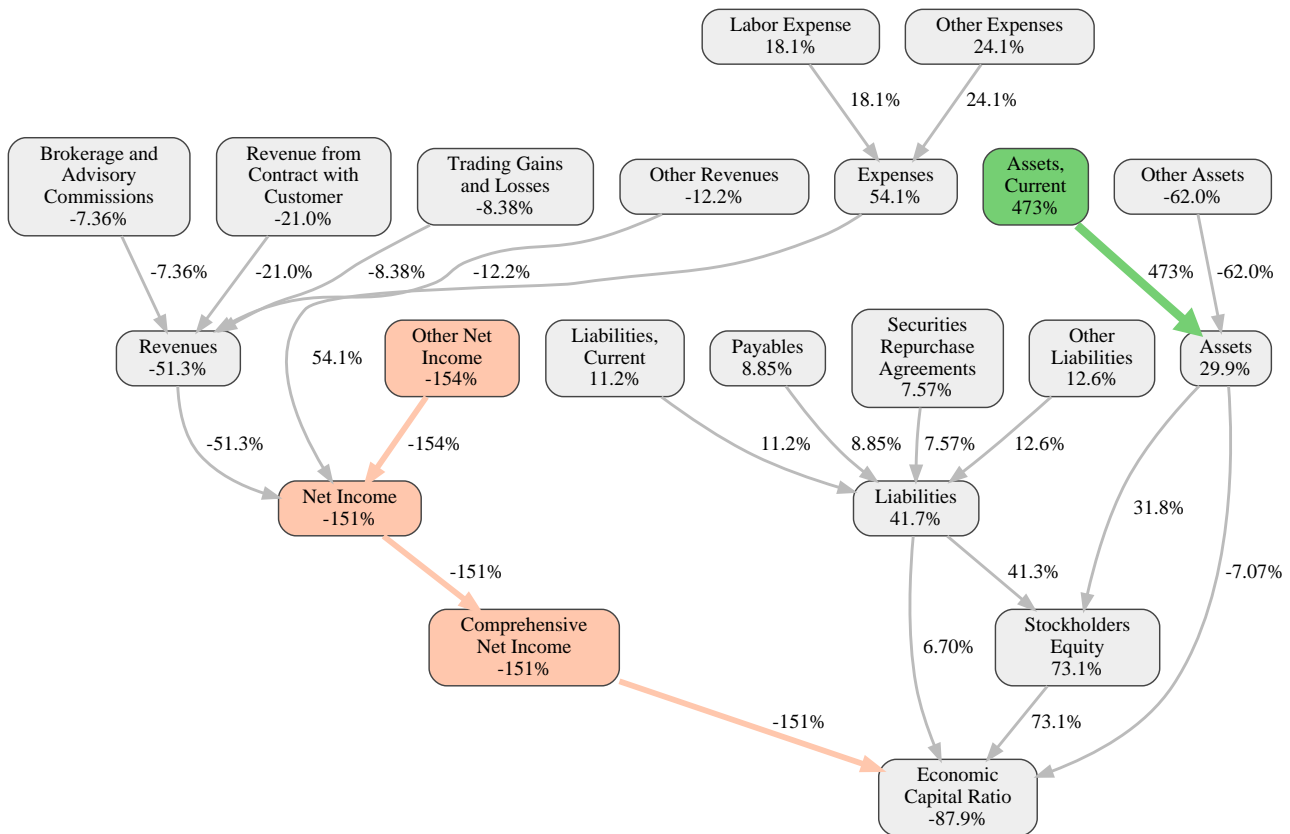 Labor Expense
18.1%
Other Expenses
24.1%
18.1%
24.1%
Brokerage and
Advisory
Commissions
-7.36%
Revenue from
Contract with
Customer
-21.0%
Trading Gains
and Losses
-8.38%
Other Revenues
-12.2%
Expenses
54.1%
Assets,
Current
473%
Other Assets
-62.0%
-7.36%
-21.0%
-8.38%
-12.2%
473%
-62.0%
Revenues
-51.3%
54.1%
Other Net
Income
-154%
Liabilities,
Current
11.2%
Payables
8.85%
Securities
Repurchase
Agreements
7.57%
Other
Liabilities
12.6%
Assets
29.9%
-51.3%
-154%
11.2%
8.85%
7.57%
12.6%
Net Income
-151%
Liabilities
41.7%
31.8%
-151%
41.3%
-7.07%
Comprehensive
Net Income
-151%
6.70%
Stockholders
Equity
73.1%
-151%
73.1%
Economic
Capital Ratio
-87.9%